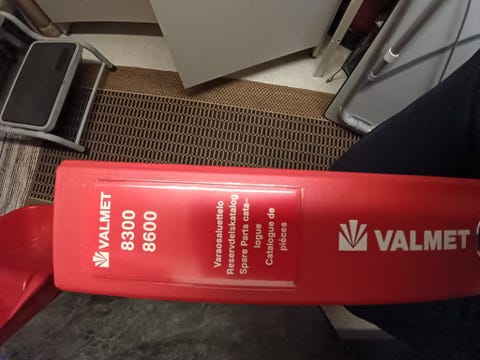 VALMET
8300
8600
Varaosaluettelo
Reservdelskatalog
Spare Parts cata-
logue
Catalogue de
pièces
VALMET